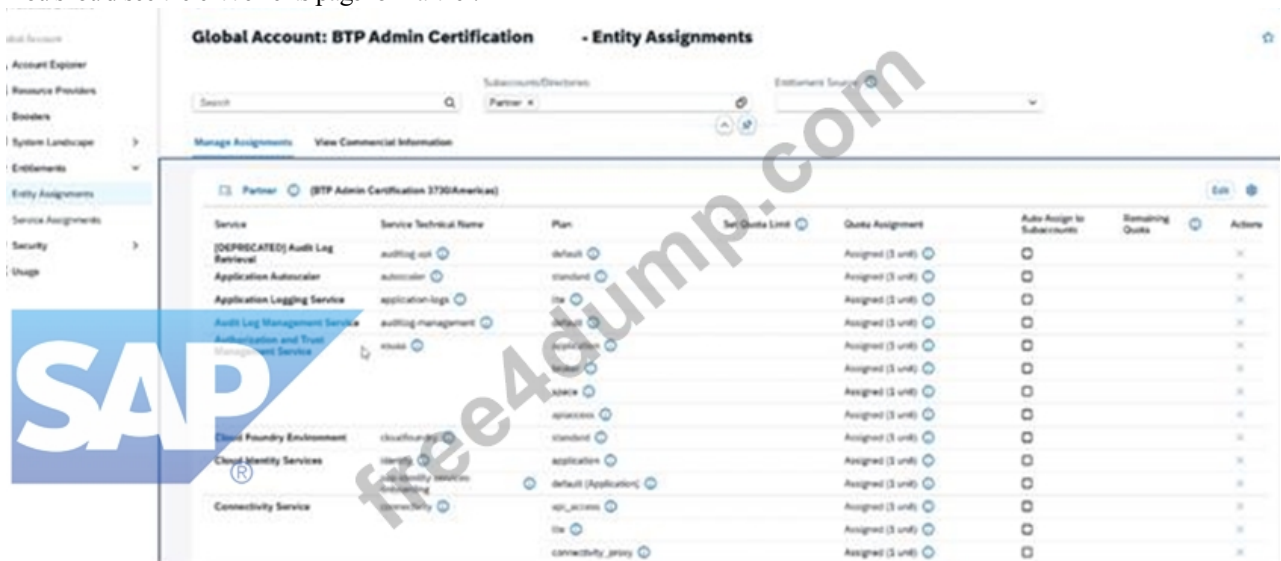 Global Account: BTP Admin Certification - Entity Assignments
Account Explorer
Resource Providers
Boosters
System Landscape
Entitlements
Entity Assignments
Service Assignments
Security
Usage
Search
Subaccounts/Directories:
Partner
Entitlement Source:
Manage Assignments View Commercial Information
Partner (BTP Admin Certification 3730/Americas)
Edit
Service Service Technical Name Plan Set Quota Limit Quota Assignment Auto Assign to Subaccounts Remaining Quota Actions
[DEPRECATED] Audit Log Retrieval auditlog-api default Assigned (1 unit)
Application Autoscaler autoscaler standard Assigned (1 unit)
Application Logging Service application-logs lite Assigned (1 unit)
Audit Log Management Service auditlog-management default Assigned (1 unit)
Authorization and Trust Management Service xsuaa application Assigned (1 unit)
broker Assigned (1 unit)
space Assigned (1 unit)
apiaccess Assigned (1 unit)
Cloud Foundry Environment cloudfoundry standard Assigned (1 unit)
Cloud Identity Services identity application Assigned (1 unit)
default (Application) Assigned (1 unit)
Connectivity Service connectivity api_access Assigned (1 unit)
lite Assigned (1 unit)
connectivity_proxy Assigned (1 unit)
SAP
®
free4dump.com